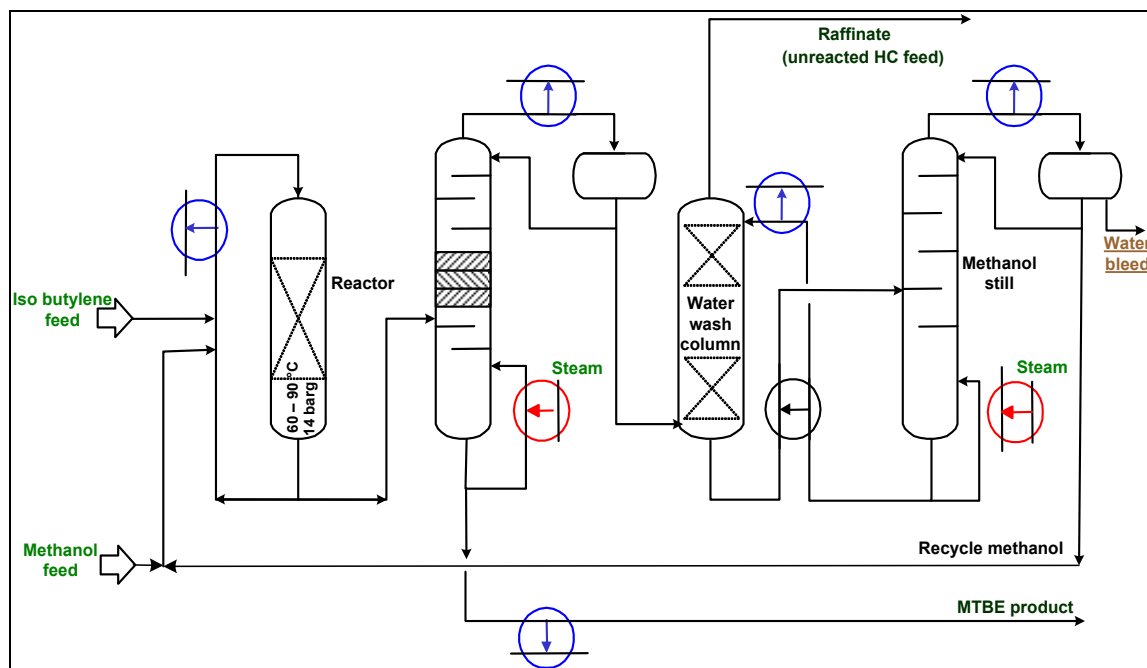 Raffinate
(unreacted HC feed)
Iso butylene
feed
Reactor
60 – 90 °C
14 barg
Steam
Water
wash
column
Methanol
still
Steam
Water
bleed
Methanol
feed
Recycle methanol
MTBE product